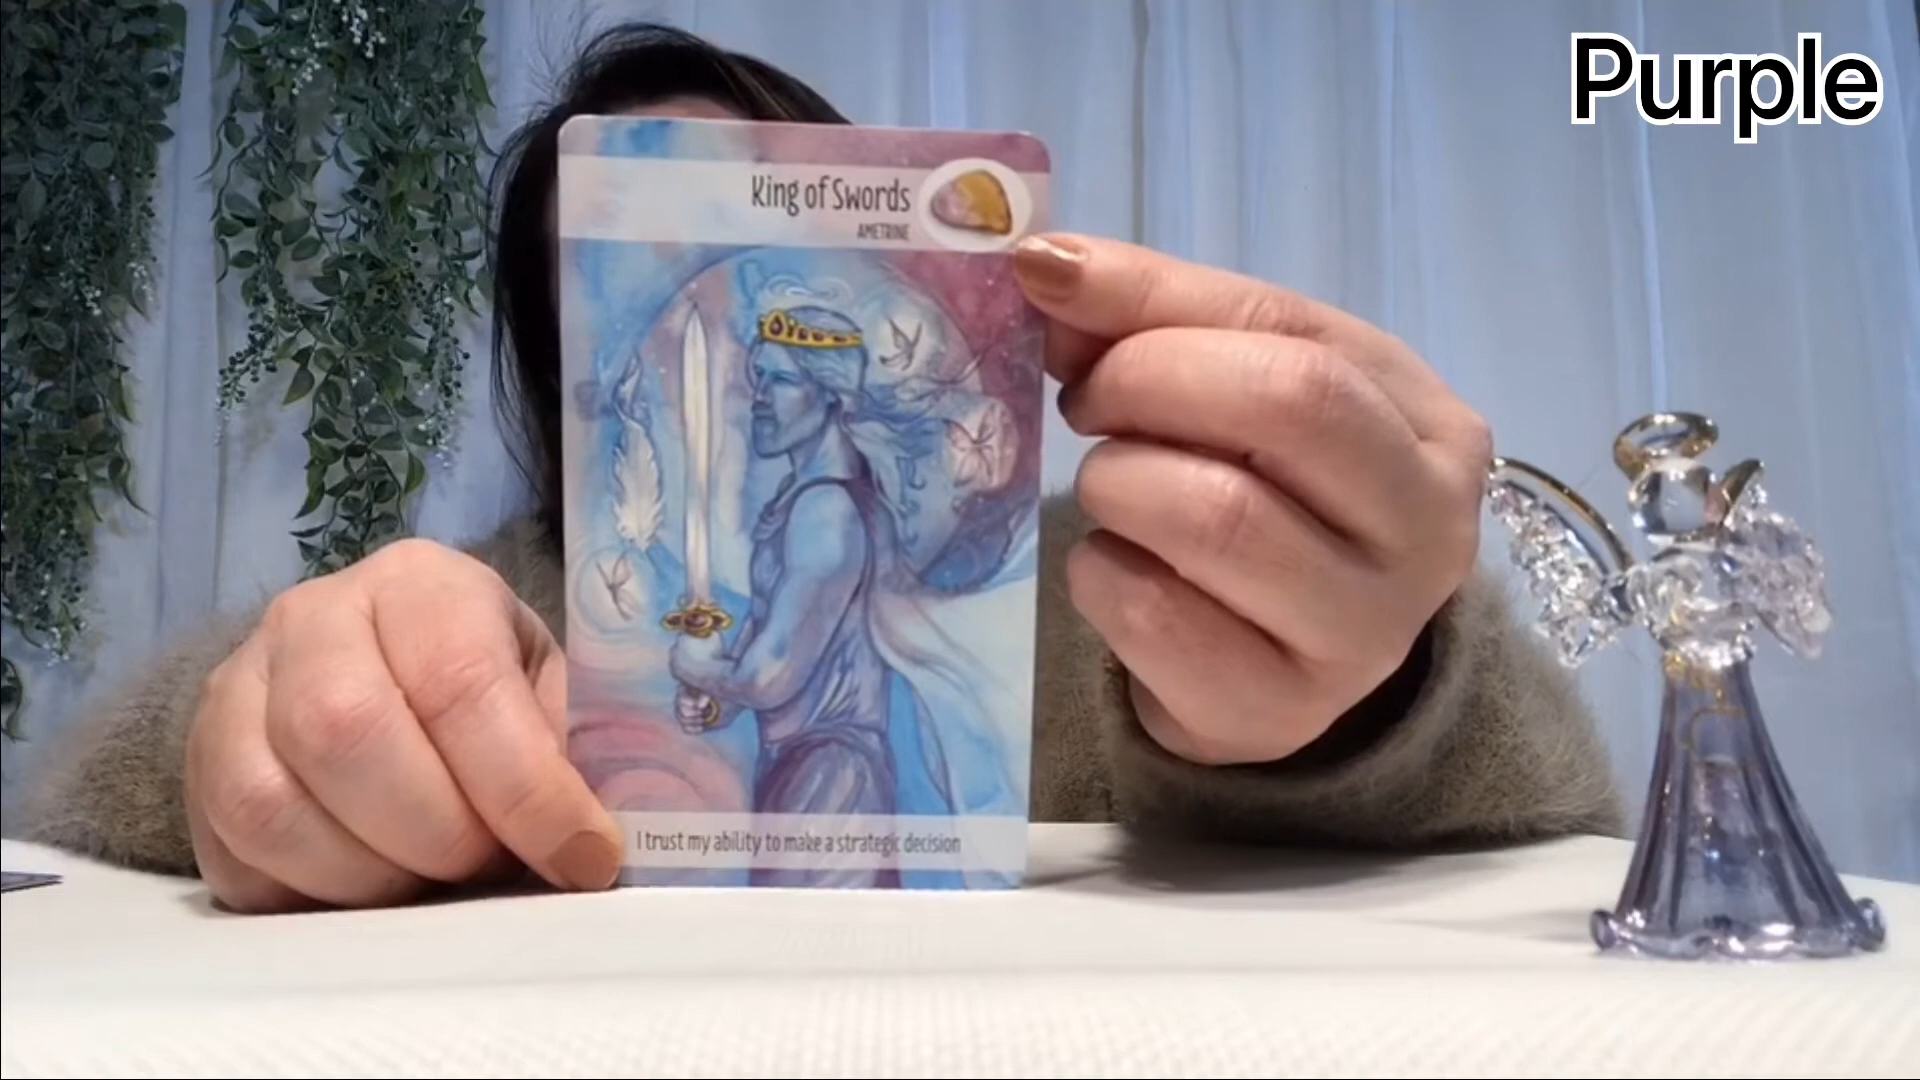 Purple
King of Swords
AMETRINE
I trust my ability to make a strategic decision